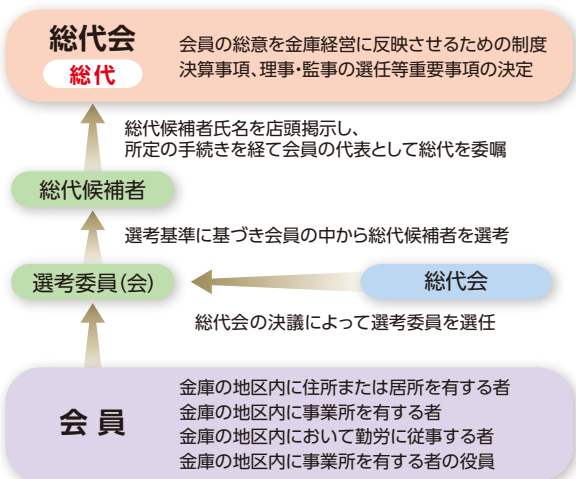 総代会
総代
会員の総意を金庫経営に反映させるための制度
決算事項、理事・監事の選任等重要事項の決定
総代候補者氏名を店頭掲示し、
所定の手続きを経て会員の代表として総代を委嘱
総代候補者
選考基準に基づき会員の中から総代候補者を選考
選考委員(会)
総代会
総代会の決議によって選考委員を選任
会員
金庫の地区内に住所または居所を有する者
金庫の地区内に事業所を有する者
金庫の地区内において勤労に従事する者
金庫の地区内に事業所を有する者の役員